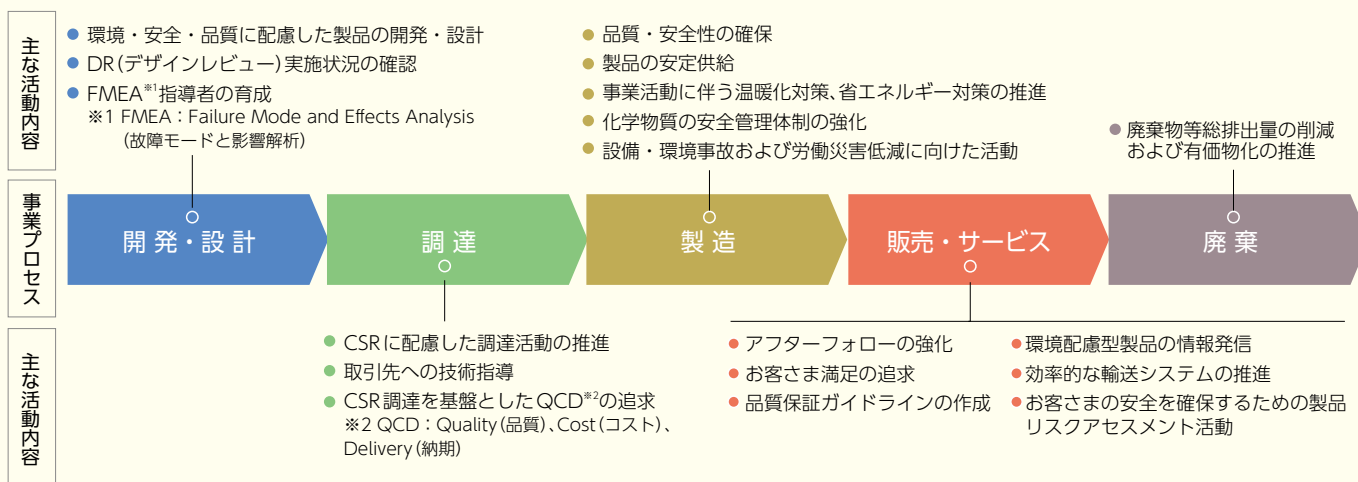 主な活動内容
● 環境・安全・品質に配慮した製品の開発・設計
● DR(デザインレビュー)実施状況の確認
● FMEA※1指導者の育成
※1 FMEA：Failure Mode and Effects Analysis
(故障モードと影響解析)
● 品質・安全性の確保
● 製品の安定供給
● 事業活動に伴う温暖化対策、省エネルギー対策の推進
● 化学物質の安全管理体制の強化
● 設備・環境事故および労働災害低減に向けた活動
● 廃棄物等総排出量の削減
および有価物化の推進
事業プロセス
開発・設計
調達
製造
販売・サービス
廃棄
主な活動内容
● CSRに配慮した調達活動の推進
● 取引先への技術指導
● CSR調達を基盤としたQCD※2の追求
※2 QCD：Quality(品質)、Cost(コスト)、
Delivery(納期)
● アフターフォローの強化
● お客さま満足の追求
● 品質保証ガイドラインの作成
● 環境配慮型製品の情報発信
● 効率的な輸送システムの推進
● お客さまの安全を確保するための製品
リスクアセスメント活動